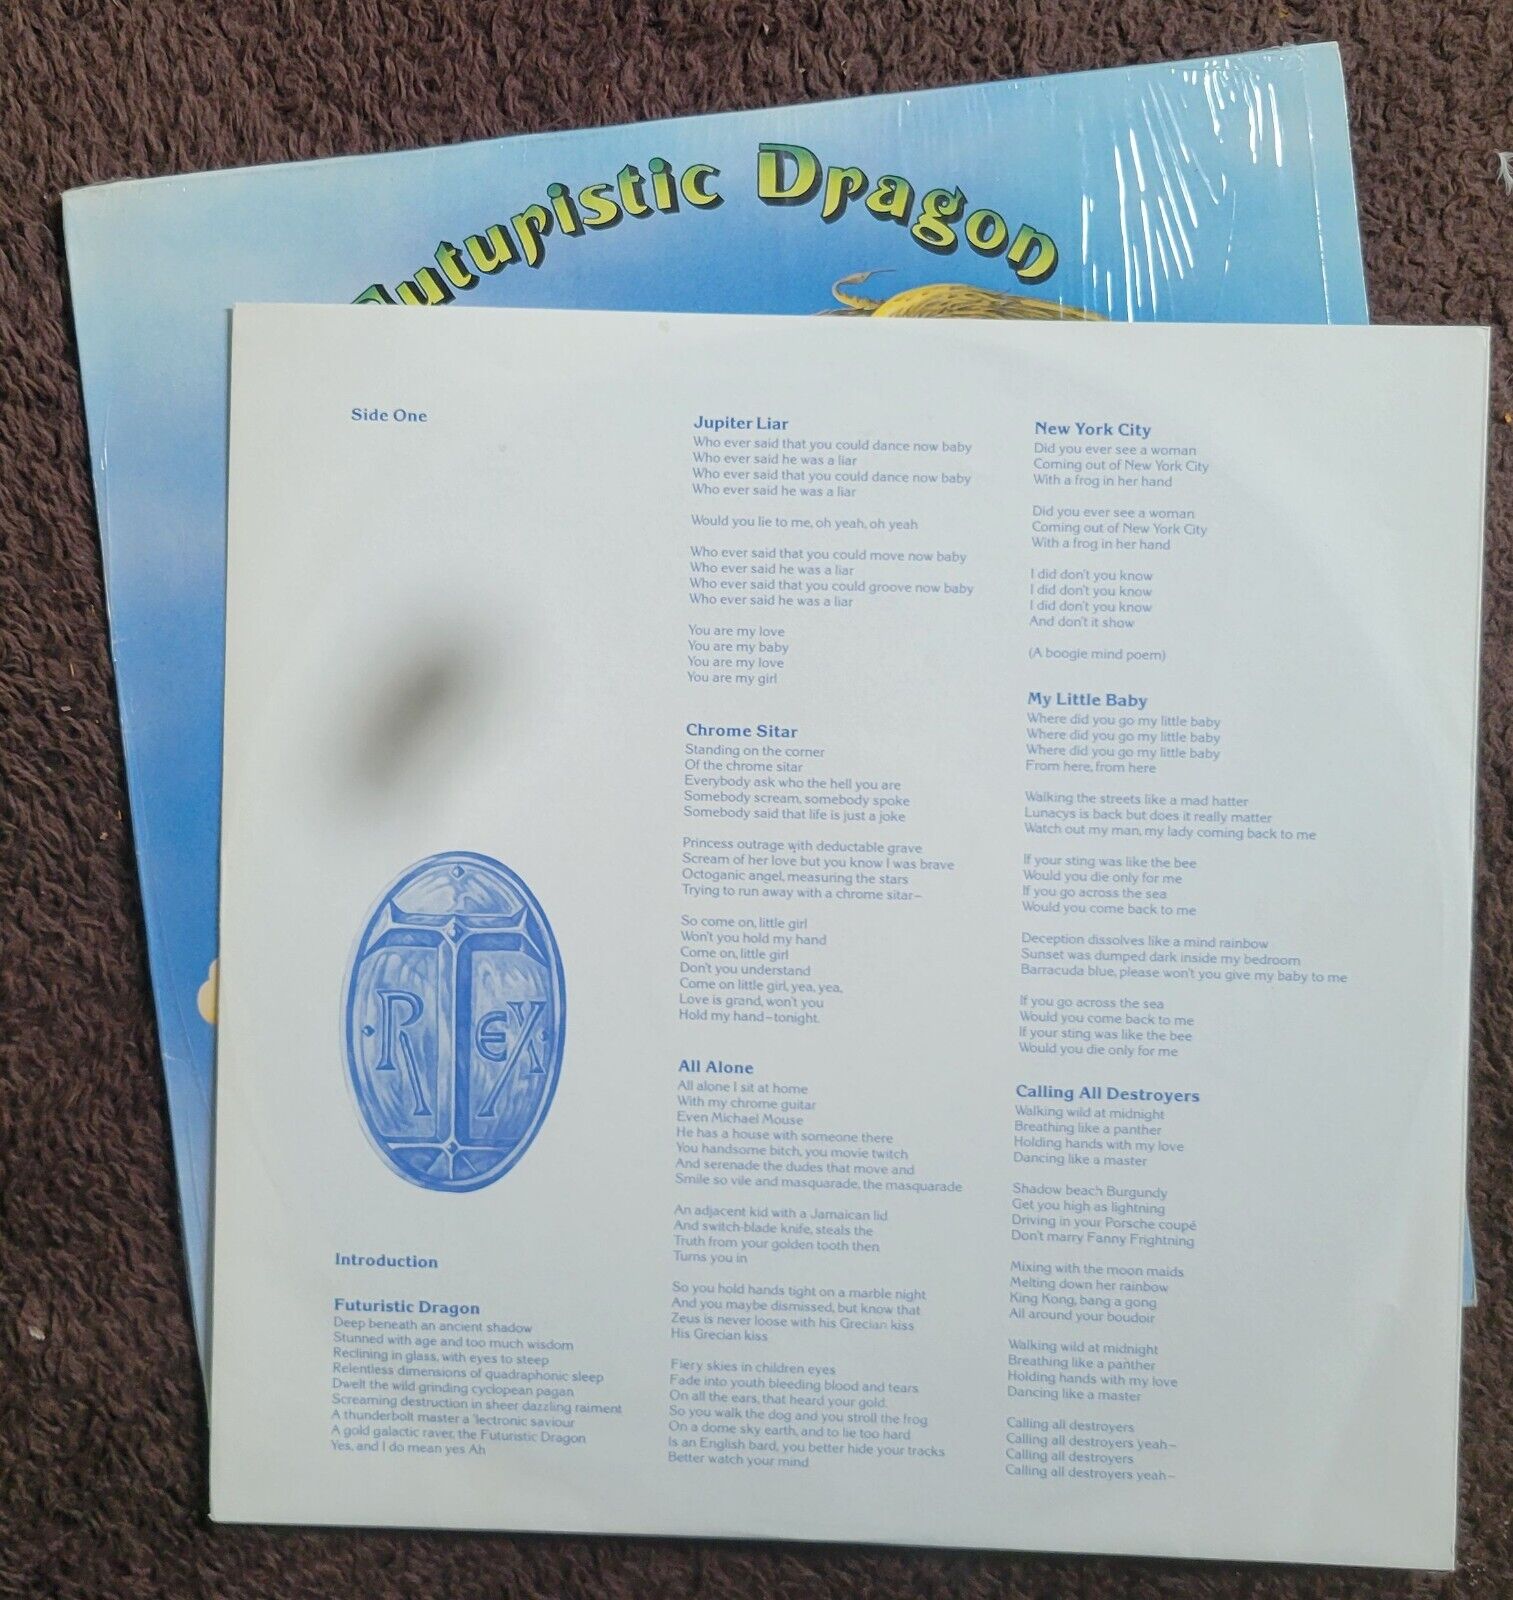 Futuristic Dragon
Side One
T
REX
Introduction
Futuristic Dragon
Deep beneath an ancient shadow
Stunned with age and too much wisdom
Reclining in glass, with eyes to steep
Relentless dimensions of quadraphonic sleep
Dwelt the wild grinding cyclopean pagan
Screaming destruction in sheer dazzling raiment
A thunderbolt master a 'lectronic saviour
A gold galactic raver, the Futuristic Dragon
Yes, and I do mean yes Ah
Jupiter Liar
Who ever said that you could dance now baby
Who ever said he was a liar
Who ever said that you could dance now baby
Who ever said he was a liar
Would you lie to me, oh yeah, oh yeah
Who ever said that you could move now baby
Who ever said he was a liar
Who ever said that you could groove now baby
Who ever said he was a liar
You are my love
You are my baby
You are my love
You are my girl
Chrome Sitar
Standing on the corner
Of the chrome sitar
Everybody ask who the hell you are
Somebody scream, somebody spoke
Somebody said that life is just a joke
Princess outrage with deductable grave
Scream of her love but you know I was brave
Octoganic angel, measuring the stars
Trying to run away with a chrome sitar–
So come on, little girl
Won't you hold my hand
Come on, little girl
Don't you understand
Come on little girl, yea, yea,
Love is grand, won't you
Hold my hand–tonight.
All Alone
All alone I sit at home
With my chrome guitar
Even Michael Mouse
He has a house with someone there
You handsome bitch, you movie twitch
And serenade the dudes that move and
Smile so vile and masquarade, the masquarade
An adjacent kid with a Jamaican lid
And switch-blade knife, steals the
Truth from your golden tooth then
Turns you in
So you hold hands tight on a marble night
And you maybe dismissed, but know that
Zeus is never loose with his Grecian kiss
His Grecian kiss
Fiery skies in children eyes
Fade into youth bleeding blood and tears
On all the ears, that heard your gold.
So you walk the dog and you stroll the frog
On a dome sky earth, and to lie too hard
Is an English bard, you better hide your tracks
Better watch your mind
New York City
Did you ever see a woman
Coming out of New York City
With a frog in her hand
Did you ever see a woman
Coming out of New York City
With a frog in her hand
I did don't you know
I did don't you know
I did don't you know
And don't it show
(A boogie mind poem)
My Little Baby
Where did you go my little baby
Where did you go my little baby
Where did you go my little baby
From here, from here
Walking the streets like a mad hatter
Lunacys is back but does it really matter
Watch out my man, my lady coming back to me
If your sting was like the bee
Would you die only for me
If you go across the sea
Would you come back to me
Deception dissolves like a mind rainbow
Sunset was dumped dark inside my bedroom
Barracuda blue, please won't you give my baby to me
If you go across the sea
Would you come back to me
If your sting was like the bee
Would you die only for me
Calling All Destroyers
Walking wild at midnight
Breathing like a panther
Holding hands with my love
Dancing like a master
Shadow beach Burgundy
Get you high as lightning
Driving in your Porsche coupé
Don't marry Fanny Frightning
Mixing with the moon maids
Melting down her rainbow
King Kong, bang a gong
All around your boudoir
Walking wild at midnight
Breathing like a panther
Holding hands with my love
Dancing like a master
Calling all destroyers
Calling all destroyers yeah–
Calling all destroyers
Calling all destroyers yeah–